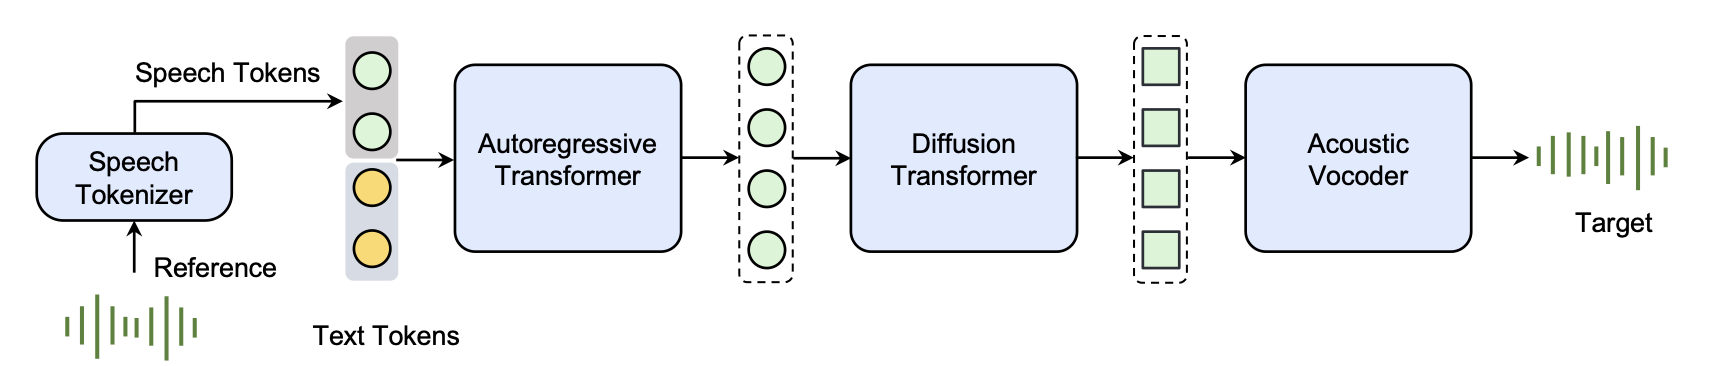 Speech Tokens
Speech
Tokenizer
Reference
Text Tokens
Autoregressive
Transformer
Diffusion
Transformer
Acoustic
Vocoder
Target